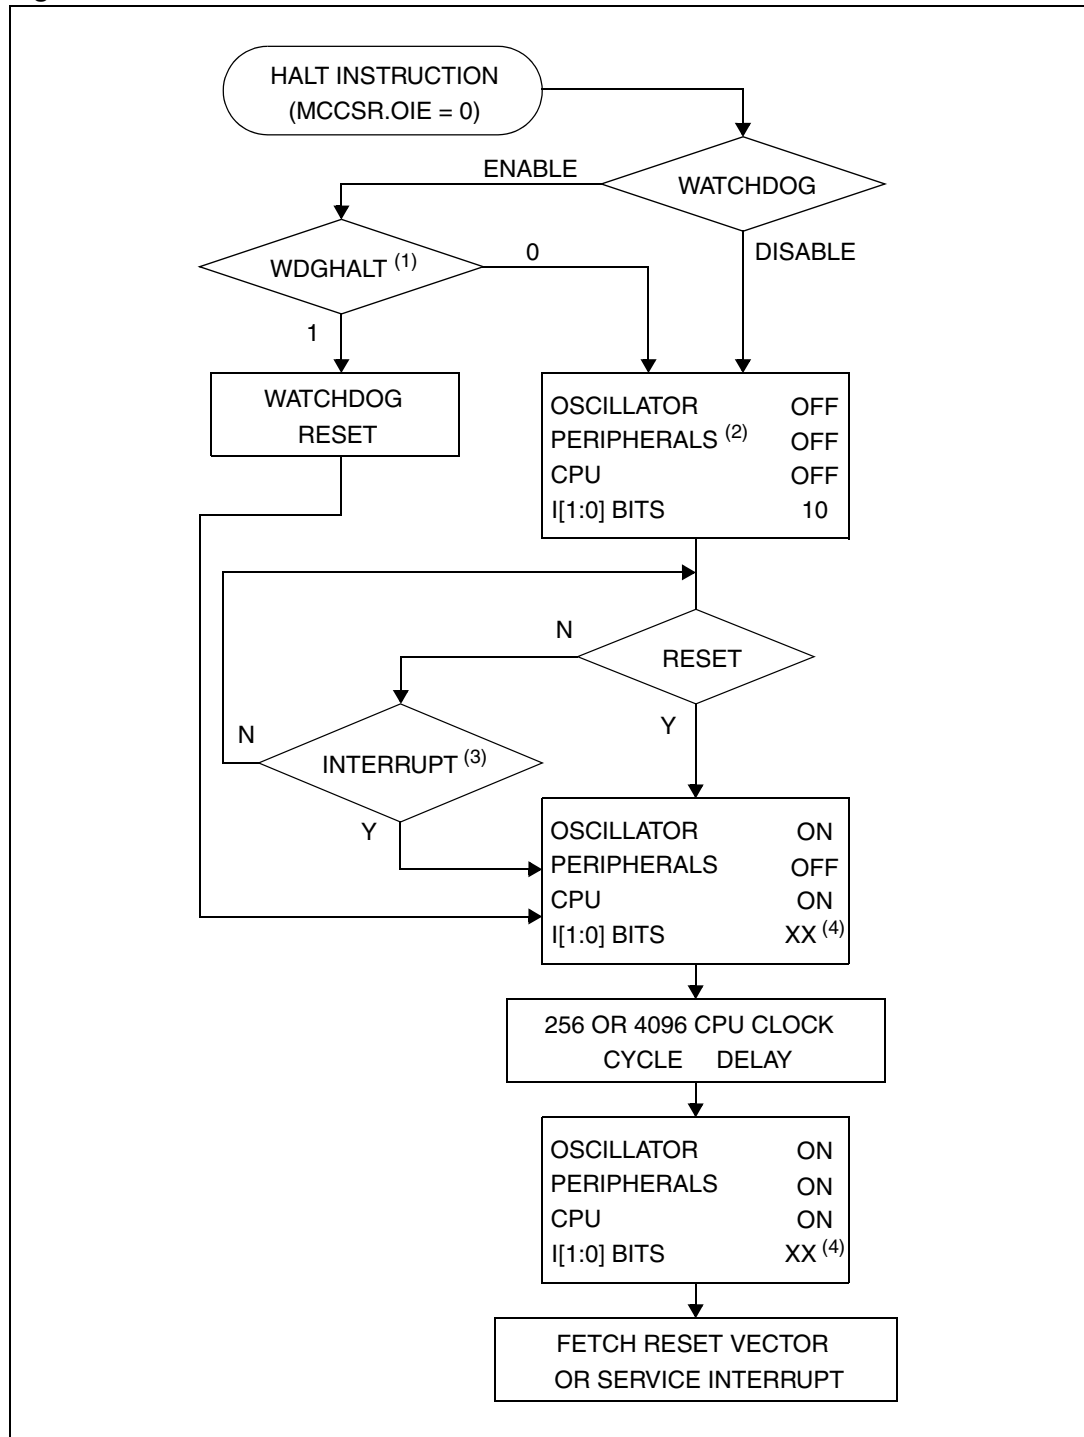 HALT INSTRUCTION
(MCCSR.OIE = 0)
ENABLE
WATCHDOG
WDGHALT (1)
0
DISABLE
1
WATCHDOG
RESET
OSCILLATOR OFF
PERIPHERALS (2) OFF
CPU OFF
I[1:0] BITS 10
N
RESET
Y
N
INTERRUPT (3)
Y
OSCILLATOR ON
PERIPHERALS OFF
CPU ON
I[1:0] BITS XX (4)
256 OR 4096 CPU CLOCK
CYCLE DELAY
OSCILLATOR ON
PERIPHERALS ON
CPU ON
I[1:0] BITS XX (4)
FETCH RESET VECTOR
OR SERVICE INTERRUPT